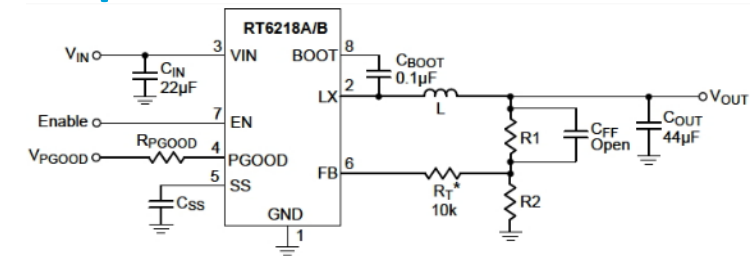 RT6218A/B
VIN
3
VIN
CIN
22µF
BOOT
8
CBOOT
0.1µF
LX
2
L
VOUT
COUT
44µF
Enable
7
EN
R1
CFF
Open
RPGOOD
VPGOOD
4
PGOOD
FB
6
RT*
10k
R2
5
SS
CSS
GND
1